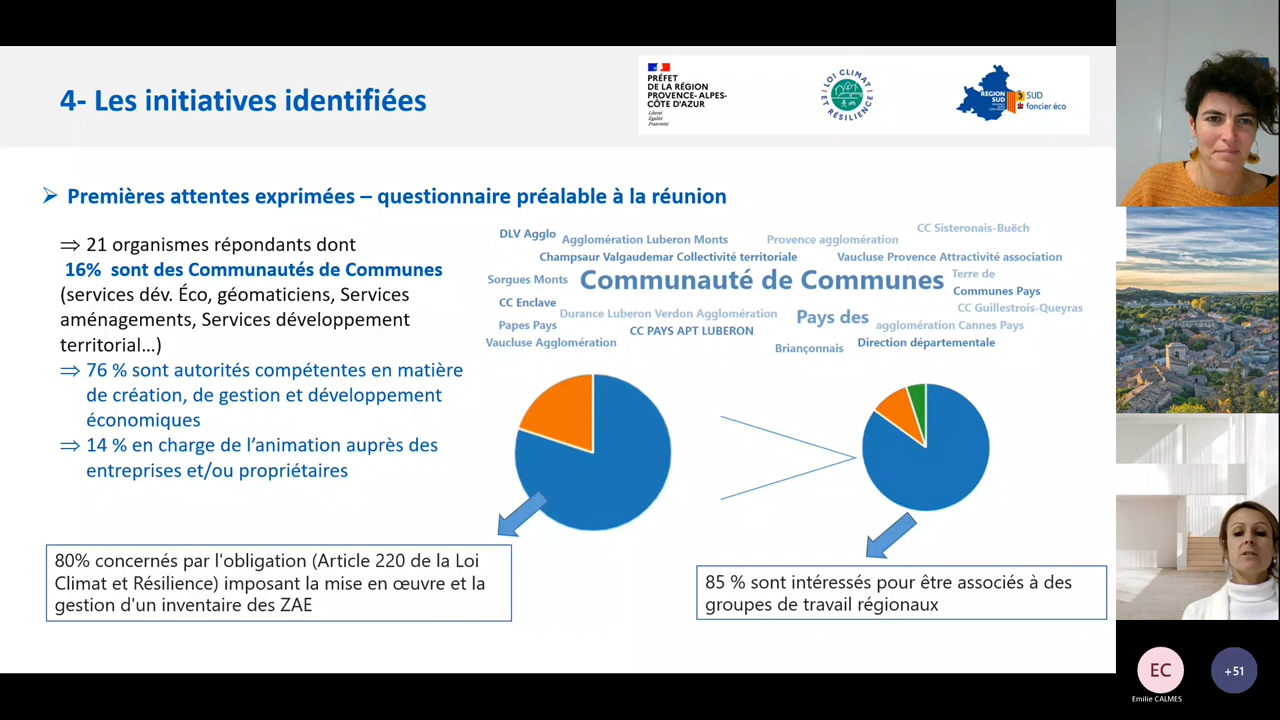 4- Les initiatives identifiées
PRÉFET
DE LA RÉGION
PROVENCE- ALPES-
CÔTE D'AZUR
Liberté
Égalité
Fraternité
LOI CLIMAT
ET RÉSILIENCE
RÉGION
SUD
SUD
foncier éco
Premières attentes exprimées – questionnaire préalable à la réunion
⇒ 21 organismes répondants dont
16% sont des Communautés de Communes
(services dév. Éco, géomaticiens, Services
aménagements, Services développement
territorial…)
⇒ 76 % sont autorités compétentes en matière
de création, de gestion et développement
économiques
⇒ 14 % en charge de l’animation auprès des
entreprises et/ou propriétaires
DLV Agglo
Agglomération Luberon Monts
Provence agglomération
CC Sisteronais-Buëch
Champsaur Valgaudemar Collectivité territoriale
Vaucluse Provence Attractivité association
Sorgues Monts
Communauté de Communes
Terre de
Communes Pays
CC Enclave
Durance Luberon Verdon Agglomération
Pays des
CC Guillestrois-Queyras
Papes Pays
CC PAYS APT LUBERON
agglomération Cannes Pays
Vaucluse Agglomération
Briançonnais
Direction départementale
80% concernés par l'obligation (Article 220 de la Loi
Climat et Résilience) imposant la mise en œuvre et la
gestion d'un inventaire des ZAE
85 % sont intéressés pour être associés à des
groupes de travail régionaux
EC
Emilie CALMES
+51